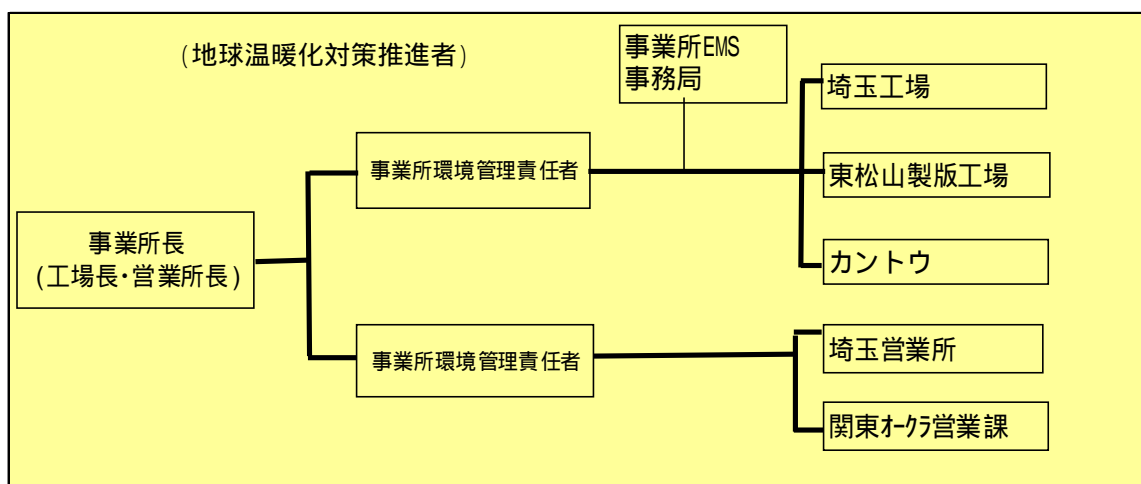 (地球温暖化対策推進者)
事業所EMS
事務局
埼玉工場
事業所環境管理責任者
東松山製版工場
事業所長
(工場長・営業所長)
カントウ
埼玉営業所
事業所環境管理責任者
関東オークラ営業課